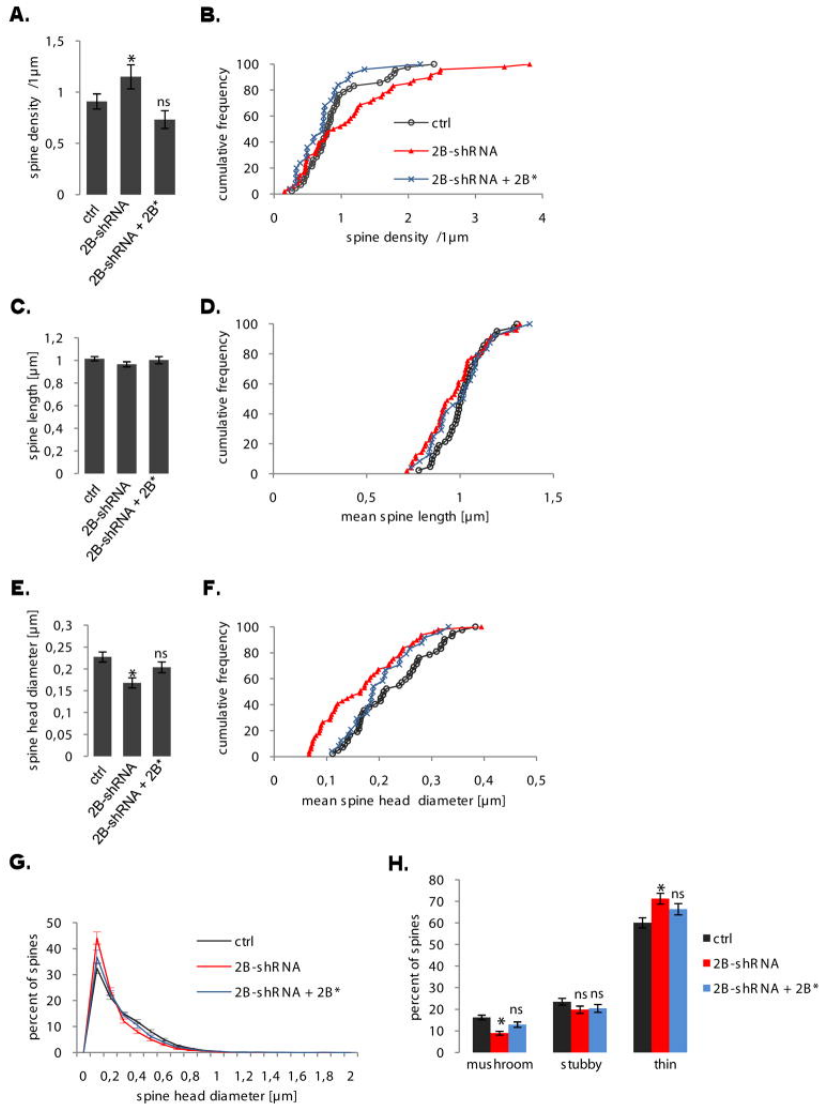 A.
spine density /1µm
1,5
1
0,5
0
*
ns
ctrl
2B-shRNA
2B-shRNA + 2B*
B.
cumulative frequency
100
80
60
40
20
0
0 1 2 3 4
spine density /1µm
ctrl
2B-shRNA
2B-shRNA + 2B*
C.
spine length [µm]
1,2
1
0,8
0,6
0,4
0,2
0
ctrl
2B-shRNA
2B-shRNA + 2B*
D.
cumulative frequency
100
80
60
40
20
0
0 0,5 1 1,5
mean spine length [µm]
E.
spine head diameter [µm]
0,3
0,25
0,2
0,15
0,1
0,05
0
*
ns
ctrl
2B-shRNA
2B-shRNA + 2B*
F.
cumulative frequency
100
80
60
40
20
0
0 0,1 0,2 0,3 0,4 0,5
mean spine head diameter [µm]
G.
percent of spines
50
40
30
20
10
0
0 0,2 0,4 0,6 0,8 1 1,2 1,4 1,6 1,8 2
spine head diameter [µm]
ctrl
2B-shRNA
2B-shRNA + 2B*
H.
percent of spines
80
70
60
50
40
30
20
10
0
* ns
ns ns
* ns
mushroom stubby thin
ctrl
2B-shRNA
2B-shRNA + 2B*